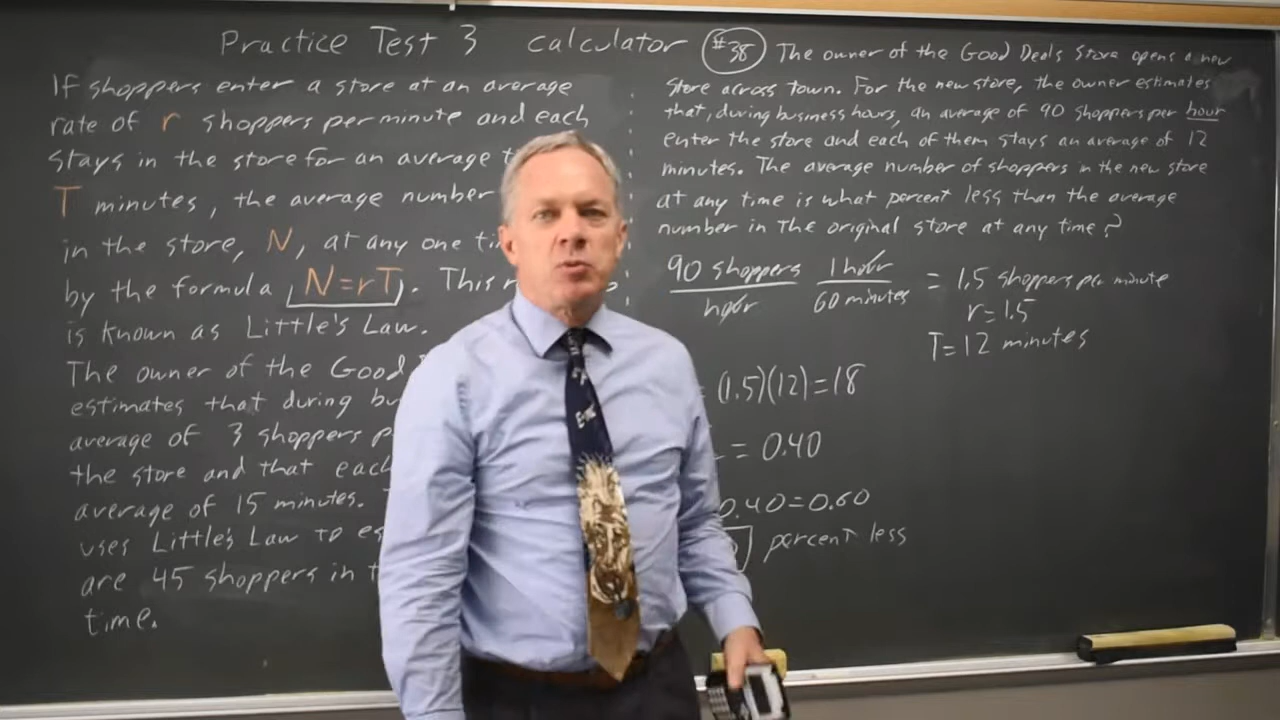 Practice Test 3 calculator
If shoppers enter a store at an average
rate of r shoppers per minute and each
stays in the store for an average
T minutes, the average number
in the store, N, at any one
by the formula N=rT. This
is known as Little's Law.
The owner of the Good
estimates that during
average of 3 shoppers
the store and that each
average of 15 minutes.
uses Little's Law to
are 45 shoppers in
time.
#38 The owner of the Good Deals Store opens a new
store across town. For the new store, the owner estimates
that, during business hours, an average of 90 shoppers per hour
enter the store and each of them stays an average of 12
minutes. The average number of shoppers in the new store
at any time is what percent less than the average
number in the original store at any time?
90 shoppers 1 hour
hour 60 minutes = 1.5 shoppers per minute
r=1.5
T=12 minutes
(1.5)(12)=18
= 0.40
0.40=0.60
percent less
E=mc²